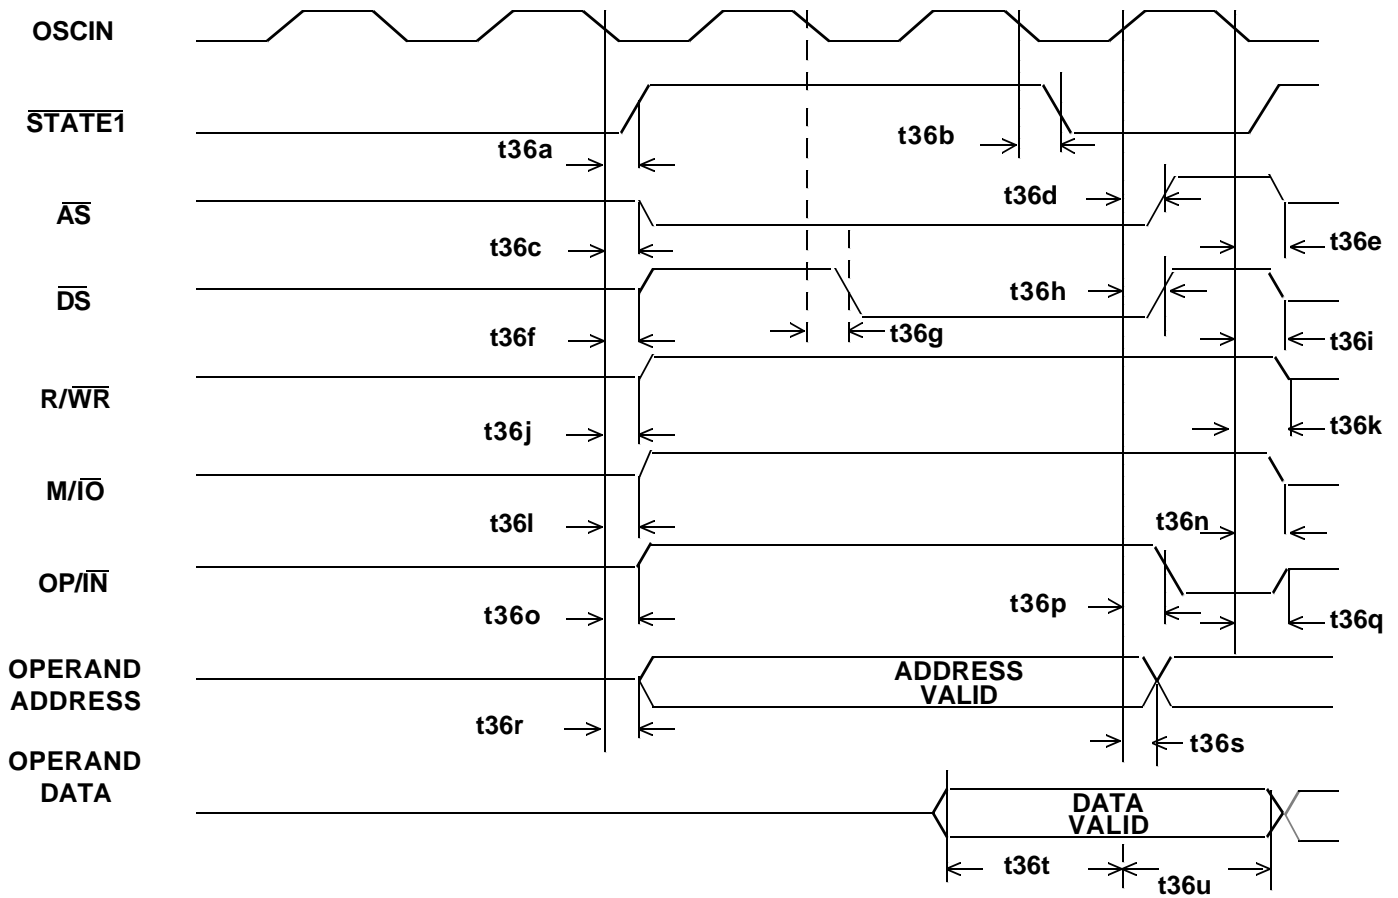 OSCIN
STATE1
t36a
t36b
AS
t36d
t36c
t36e
DS
t36h
t36f
t36g
t36i
R/WR
t36j
t36k
M/IO
t36l
t36n
OP/IN
t36o
t36p
t36q
OPERAND
ADDRESS
ADDRESS
VALID
t36r
t36s
OPERAND
DATA
DATA
VALID
t36t
t36u